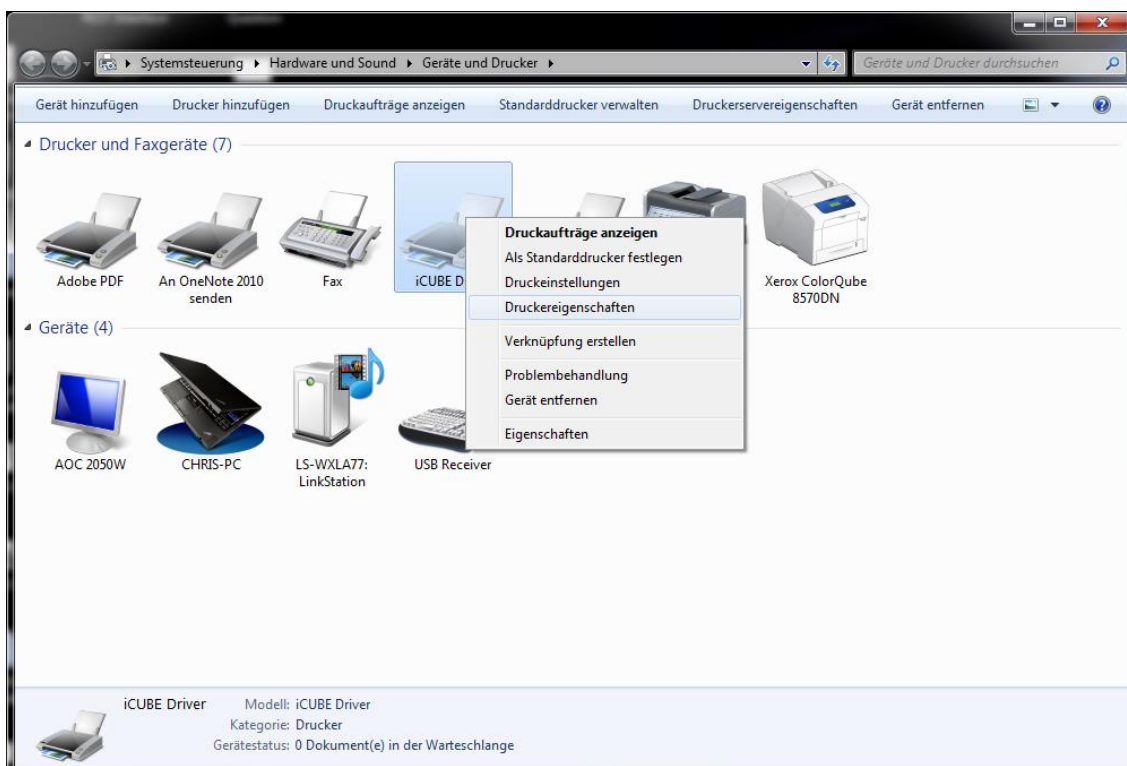 Systemsteuerung ▸ Hardware und Sound ▸ Geräte und Drucker ▸
Geräte und Drucker durchsuchen
Gerät hinzufügen Drucker hinzufügen Druckaufträge anzeigen Standarddrucker verwalten Druckerservereigenschaften Gerät entfernen
Drucker und Faxgeräte (7)
Adobe PDF
An OneNote 2010
senden
Fax
iCUBE D
Xerox ColorQube
8570DN
Druckaufträge anzeigen
Als Standarddrucker festlegen
Druckeinstellungen
Druckereigenschaften
Verknüpfung erstellen
Problembehandlung
Gerät entfernen
Eigenschaften
Geräte (4)
AOC 2050W
CHRIS-PC
LS-WXLA77:
LinkStation
USB Receiver
iCUBE Driver
Modell: iCUBE Driver
Kategorie: Drucker
Gerätestatus: 0 Dokument(e) in der Warteschlange